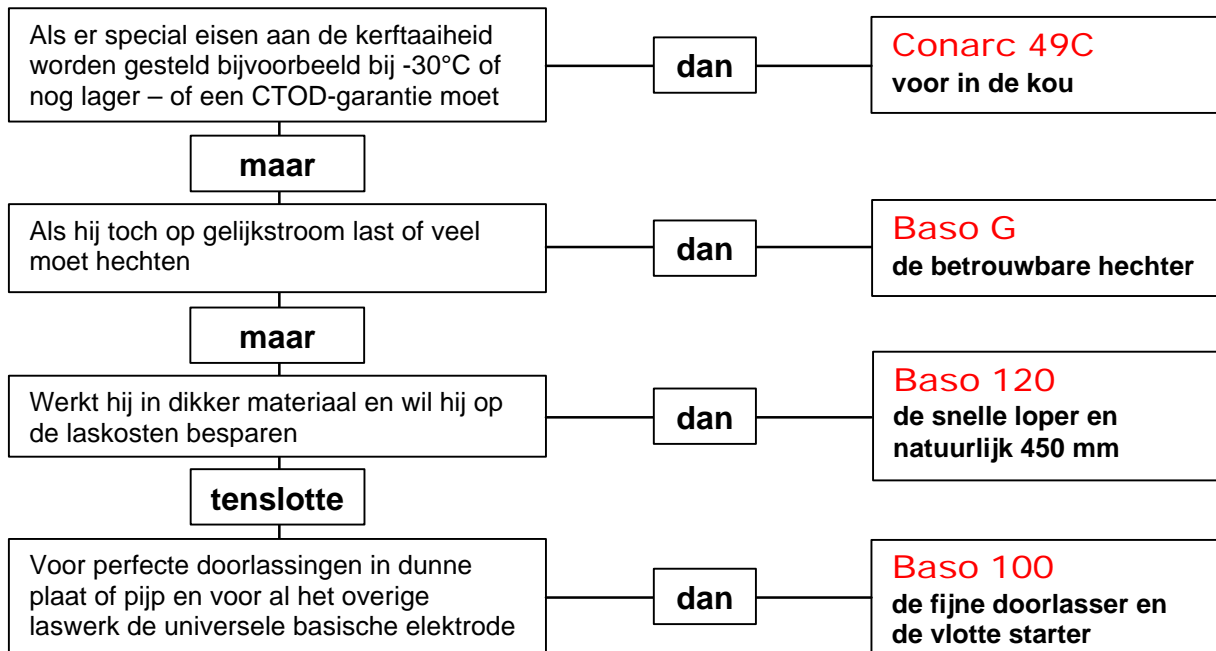 Als er special eisen aan de kerftaaiheid
worden gesteld bijvoorbeeld bij -30°C of
nog lager – of een CTOD-garantie moet
dan
Conarc 49C
voor in de kou
maar
Als hij toch op gelijkstroom last of veel
moet hechten
dan
Baso G
de betrouwbare hechter
maar
Werkt hij in dikker materiaal en wil hij op
de laskosten besparen
dan
Baso 120
de snelle loper en
natuurlijk 450 mm
tenslotte
Voor perfecte doorlassingen in dunne
plaat of pijp en voor al het overige
laswerk de universele basische elektrode
dan
Baso 100
de fijne doorlasser en
de vlotte starter